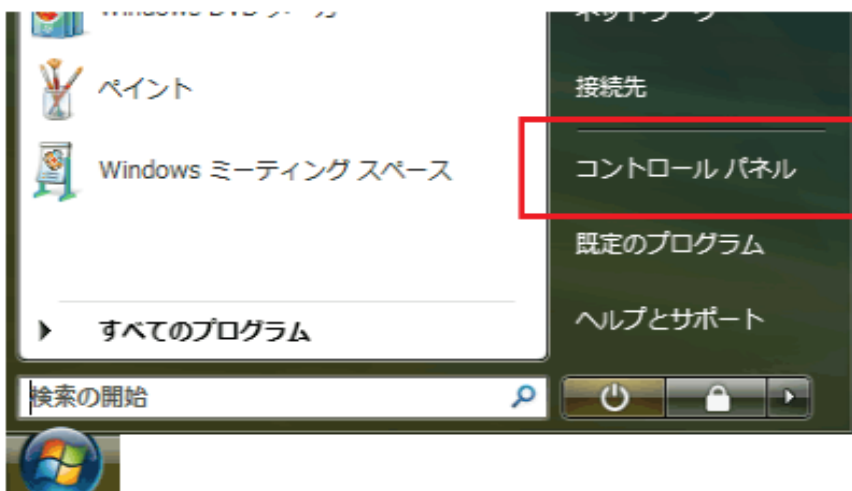 ペイント
Windows ミーティング スペース
すべてのプログラム
検索の開始
接続先
コントロール パネル
既定のプログラム
ヘルプとサポート